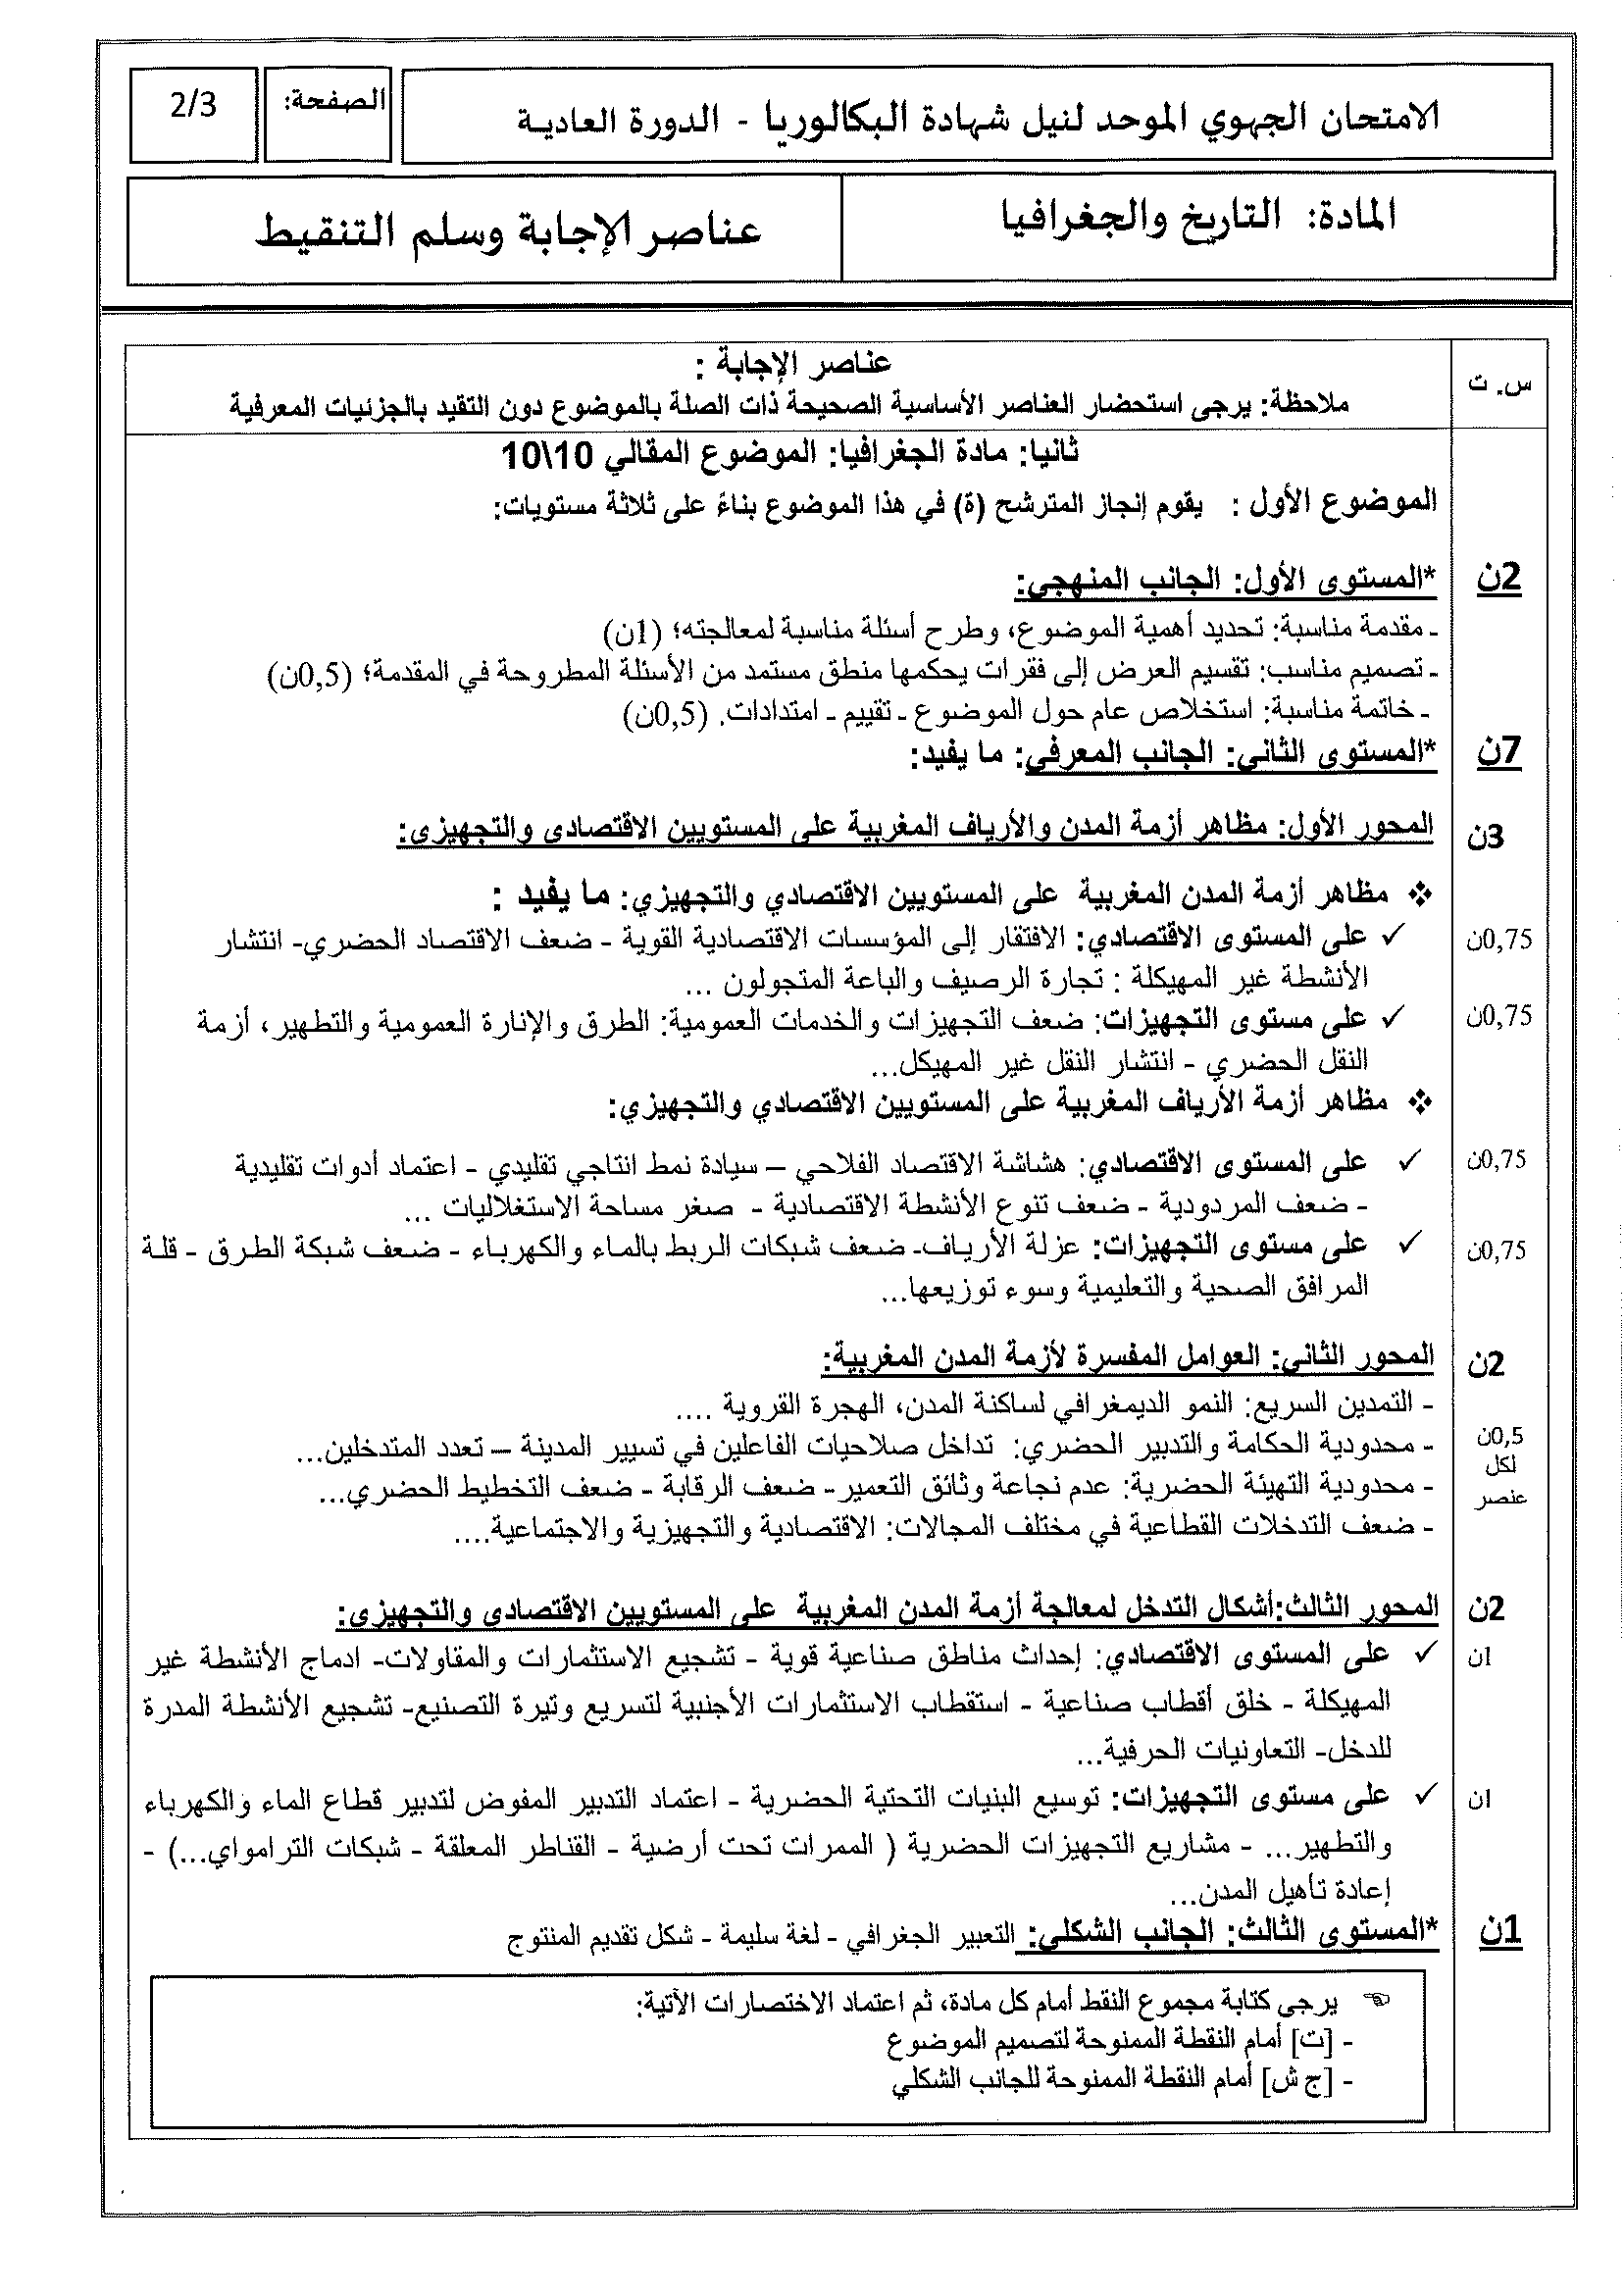 الامتحان الجهوي الموحد لنيل شهادة البكالوريا - الدورة العادية
الصفحة:
2/3
المادة: التاريخ والجغرافيا
عناصر الإجابة وسلم التنقيط
س. ت
عناصر الإجابة :
ملاحظة: يرجى استحضار العناصر الأساسية الصحيحة ذات الصلة بالموضوع دون التقيد بالجزئيات المعرفية
ثانيا: مادة الجغرافيا: الموضوع المقالي 10\10
الموضوع الأول : يقوم إنجاز المترشح (ة) في هذا الموضوع بناءً على ثلاثة مستويات:
2ن
*المستوى الأول: الجانب المنهجي:
- مقدمة مناسبة: تحديد أهمية الموضوع، وطرح أسئلة مناسبة لمعالجته؛ (1ن)
- تصميم مناسب: تقسيم العرض إلى فقرات يحكمها منطق مستمد من الأسئلة المطروحة في المقدمة؛ (0,5ن)
- خاتمة مناسبة: استخلاص عام حول الموضوع - تقييم - امتدادات. (0,5ن)
7ن
*المستوى الثاني: الجانب المعرفي: ما يفيد:
3ن
المحور الأول: مظاهر أزمة المدن والأرياف المغربية على المستويين الاقتصادي والتجهيزي:
❖ مظاهر أزمة المدن المغربية على المستويين الاقتصادي والتجهيزي: ما يفيد :
0,75ن
✓ على المستوى الاقتصادي: الافتقار إلى المؤسسات الاقتصادية القوية - ضعف الاقتصاد الحضري- انتشار
الأنشطة غير المهيكلة : تجارة الرصيف والباعة المتجولون ...
0,75ن
✓ على مستوى التجهيزات: ضعف التجهيزات والخدمات العمومية: الطرق والإنارة العمومية والتطهير، أزمة
النقل الحضري - انتشار النقل غير المهيكل...
❖ مظاهر أزمة الأرياف المغربية على المستويين الاقتصادي والتجهيزي:
0,75ن
✓ على المستوى الاقتصادي: هشاشة الاقتصاد الفلاحي – سيادة نمط انتاجي تقليدي - اعتماد أدوات تقليدية
- ضعف المردودية - ضعف تنوع الأنشطة الاقتصادية - صغر مساحة الاستغلاليات ...
0,75ن
✓ على مستوى التجهيزات: عزلة الأرياف- ضعف شبكات الربط بالماء والكهرباء - ضعف شبكة الطرق - قلة
المرافق الصحية والتعليمية وسوء توزيعها...
2ن
المحور الثاني: العوامل المفسرة لأزمة المدن المغربية:
- التمدين السريع: النمو الديمغرافي لساكنة المدن، الهجرة القروية ....
0,5ن
لكل
عنصر
- محدودية الحكامة والتدبير الحضري: تداخل صلاحيات الفاعلين في تسيير المدينة – تعدد المتدخلين...
- محدودية التهيئة الحضرية: عدم نجاعة وثائق التعمير- ضعف الرقابة - ضعف التخطيط الحضري...
- ضعف التدخلات القطاعية في مختلف المجالات: الاقتصادية والتجهيزية والاجتماعية....
2ن
المحور الثالث:أشكال التدخل لمعالجة أزمة المدن المغربية على المستويين الاقتصادي والتجهيزي:
1ن
✓ على المستوى الاقتصادي: إحداث مناطق صناعية قوية - تشجيع الاستثمارات والمقاولات- ادماج الأنشطة غير
المهيكلة - خلق أقطاب صناعية - استقطاب الاستثمارات الأجنبية لتسريع وتيرة التصنيع- تشجيع الأنشطة المدرة
للدخل- التعاونيات الحرفية...
1ن
✓ على مستوى التجهيزات: توسيع البنيات التحتية الحضرية - اعتماد التدبير المفوض لتدبير قطاع الماء والكهرباء
والتطهير... - مشاريع التجهيزات الحضرية ( الممرات تحت أرضية - القناطر المعلقة - شبكات الترامواي...) -
إعادة تأهيل المدن...
1ن
*المستوى الثالث: الجانب الشكلي: التعبير الجغرافي - لغة سليمة - شكل تقديم المنتوج
☜ يرجى كتابة مجموع النقط أمام كل مادة، ثم اعتماد الاختصارات الآتية:
- [ت] أمام النقطة الممنوحة لتصميم الموضوع
- [ج ش] أمام النقطة الممنوحة للجانب الشكلي